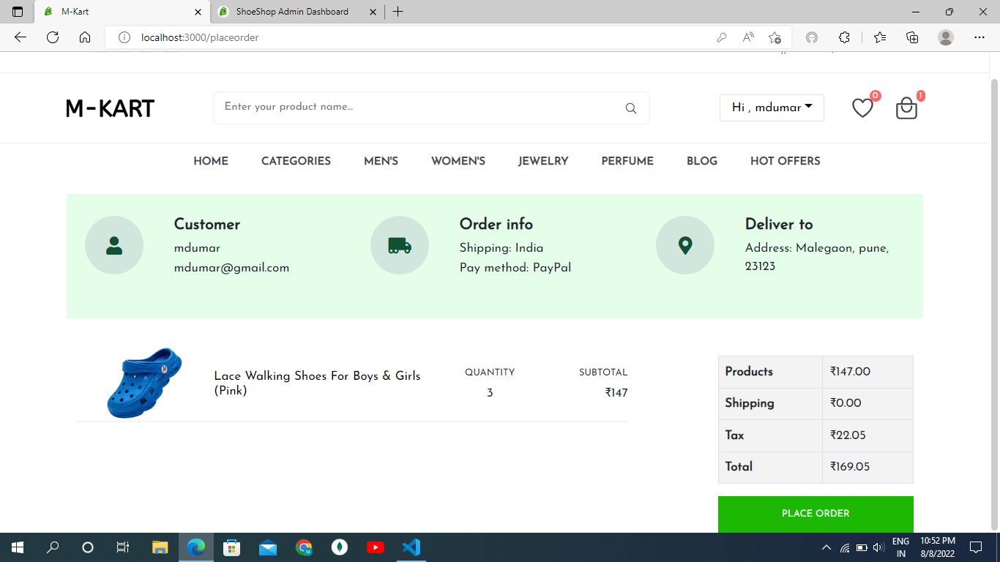 M-Kart
ShoeShop Admin Dashboard
localhost:3000/placeorder
M-KART
Enter your product name...
Hi , mdumar
0
1
HOME CATEGORIES MEN'S WOMEN'S JEWELRY PERFUME BLOG HOT OFFERS
Customer
mdumar
mdumar@gmail.com
Order info
Shipping: India
Pay method: PayPal
Deliver to
Address: Malegaon, pune,
23123
Lace Walking Shoes For Boys & Girls
(Pink)
QUANTITY
3
SUBTOTAL
₹147
Products ₹147.00
Shipping ₹0.00
Tax ₹22.05
Total ₹169.05
PLACE ORDER
ENG
IN
10:52 PM
8/8/2022